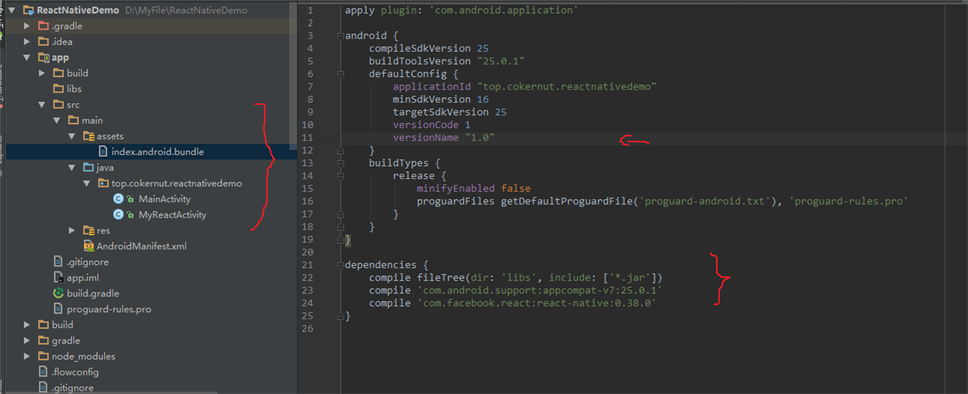 ReactNativeDemo D:\MyFile\ReactNativeDemo
.gradle
.idea
app
build
libs
src
main
assets
index.android.bundle
java
top.cokernut.reactnativedemo
MainActivity
MyReactActivity
res
AndroidManifest.xml
.gitignore
app.iml
build.gradle
proguard-rules.pro
build
gradle
node_modules
.flowconfig
.gitignore
1 apply plugin: 'com.android.application'
2
3 android {
4 compileSdkVersion 25
5 buildToolsVersion "25.0.1"
6 defaultConfig {
7 applicationId "top.cokernut.reactnativedemo"
8 minSdkVersion 16
9 targetSdkVersion 25
10 versionCode 1
11 versionName "1.0"
12 }
13 buildTypes {
14 release {
15 minifyEnabled false
16 proguardFiles getDefaultProguardFile('proguard-android.txt'), 'proguard-rules.pro'
17 }
18 }
19 }
20
21 dependencies {
22 compile fileTree(dir: 'libs', include: ['*.jar'])
23 compile 'com.android.support:appcompat-v7:25.0.1'
24 compile 'com.facebook.react:react-native:0.38.0'
25 }
26